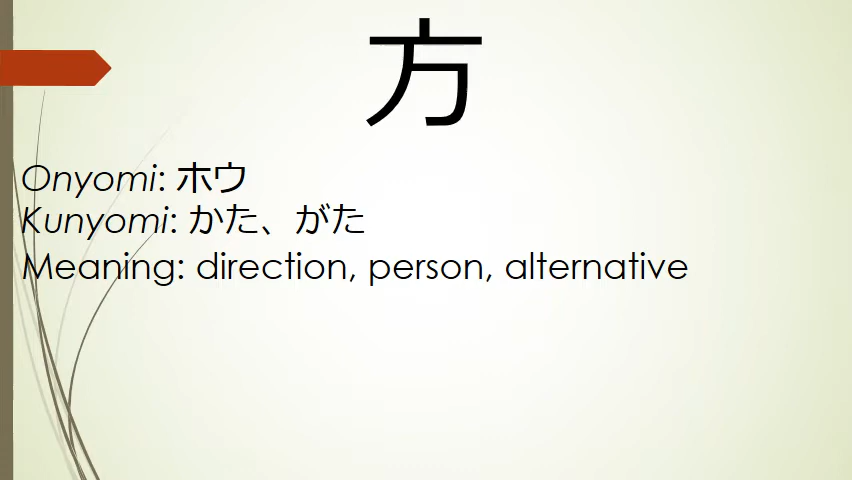 方
Onyomi: ホウ
Kunyomi: かた、がた
Meaning: direction, person, alternative